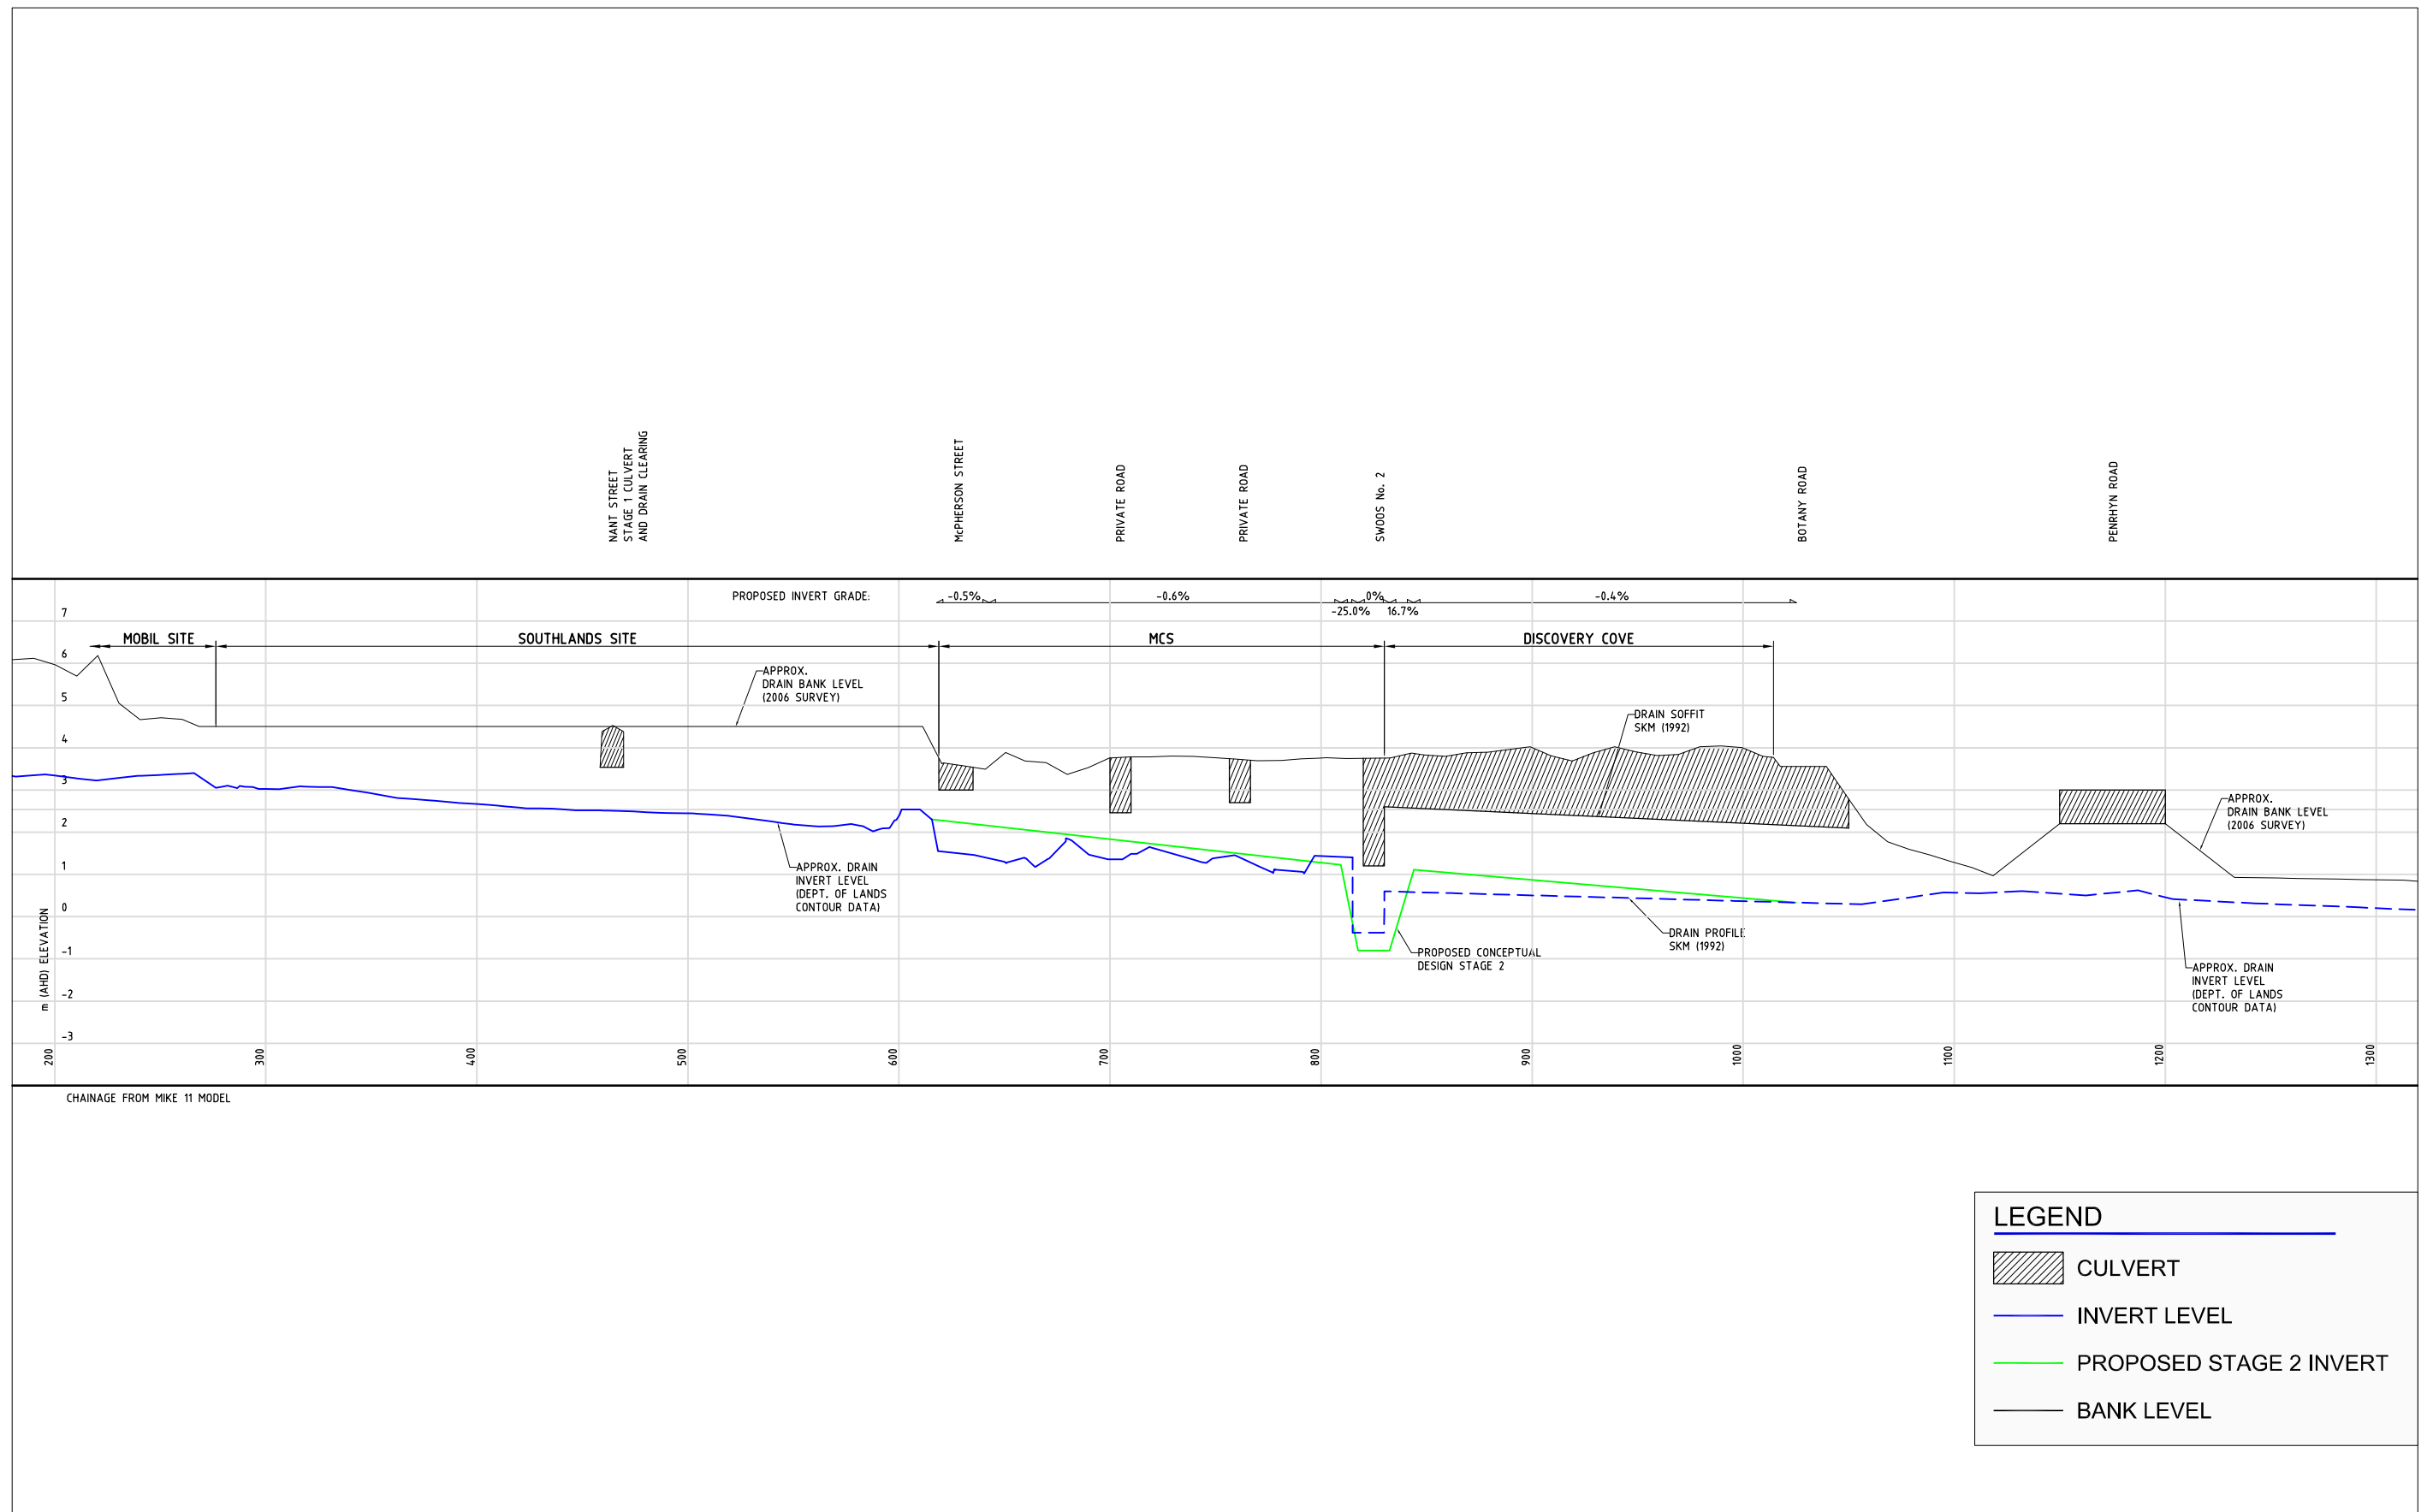 NANT STREET
STAGE 1 CULVERT
AND DRAIN CLEARING
McPHERSON STREET
PRIVATE ROAD
PRIVATE ROAD
SWOOS No. 2
BOTANY ROAD
PENRHYN ROAD
PROPOSED INVERT GRADE:
-0.5%
-0.6%
-25.0%
0%
16.7%
-0.4%
MOBIL SITE
SOUTHLANDS SITE
MCS
DISCOVERY COVE
7
6
5
4
3
2
1
0
-1
-2
-3
m (AHD) ELEVATION
APPROX.
DRAIN BANK LEVEL
(2006 SURVEY)
DRAIN SOFFIT
SKM (1992)
APPROX.
DRAIN BANK LEVEL
(2006 SURVEY)
APPROX. DRAIN
INVERT LEVEL
(DEPT. OF LANDS
CONTOUR DATA)
PROPOSED CONCEPTUAL
DESIGN STAGE 2
DRAIN PROFILE
SKM (1992)
APPROX. DRAIN
INVERT LEVEL
(DEPT. OF LANDS
CONTOUR DATA)
200
300
400
500
600
700
800
900
1000
1100
1200
1300
CHAINAGE FROM MIKE 11 MODEL
LEGEND
CULVERT
INVERT LEVEL
PROPOSED STAGE 2 INVERT
BANK LEVEL